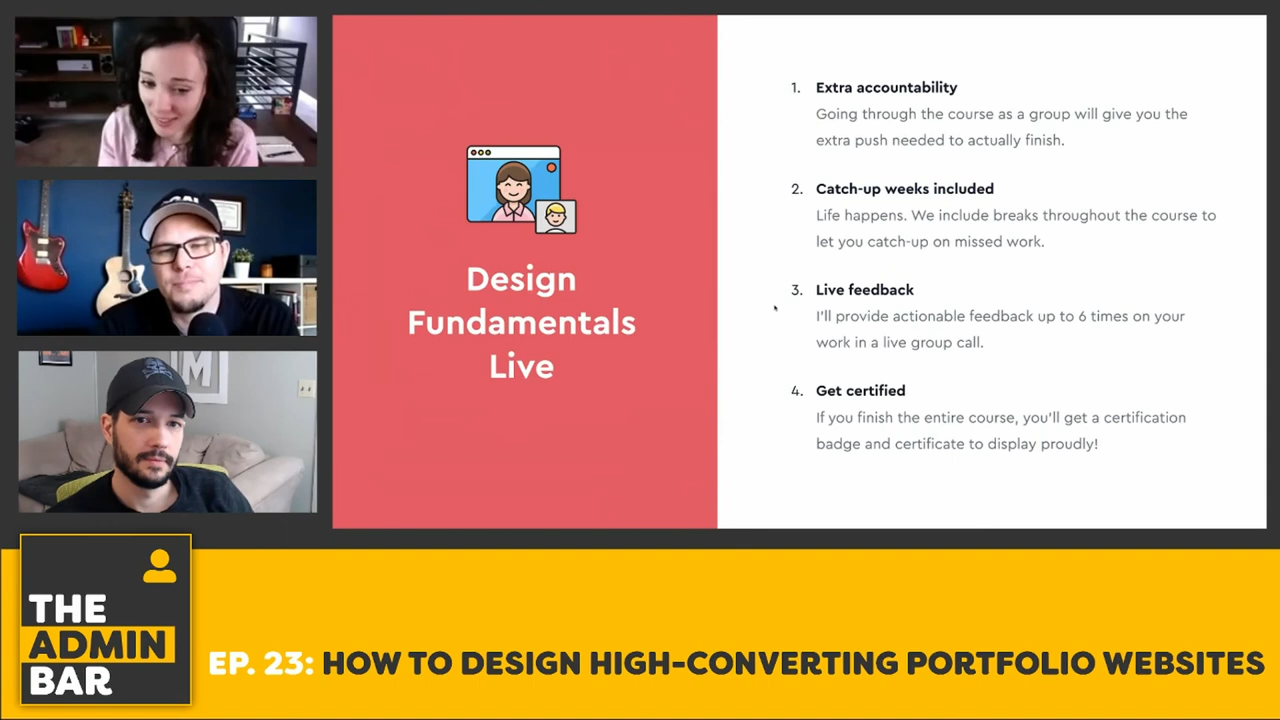 Design
Fundamentals
Live
1. Extra accountability
Going through the course as a group will give you the
extra push needed to actually finish.
2. Catch-up weeks included
Life happens. We include breaks throughout the course to
let you catch-up on missed work.
3. Live feedback
I'll provide actionable feedback up to 6 times on your
work in a live group call.
4. Get certified
If you finish the entire course, you'll get a certification
badge and certificate to display proudly!
THE
ADMIN
BAR
EP. 23: HOW TO DESIGN HIGH-CONVERTING PORTFOLIO WEBSITES